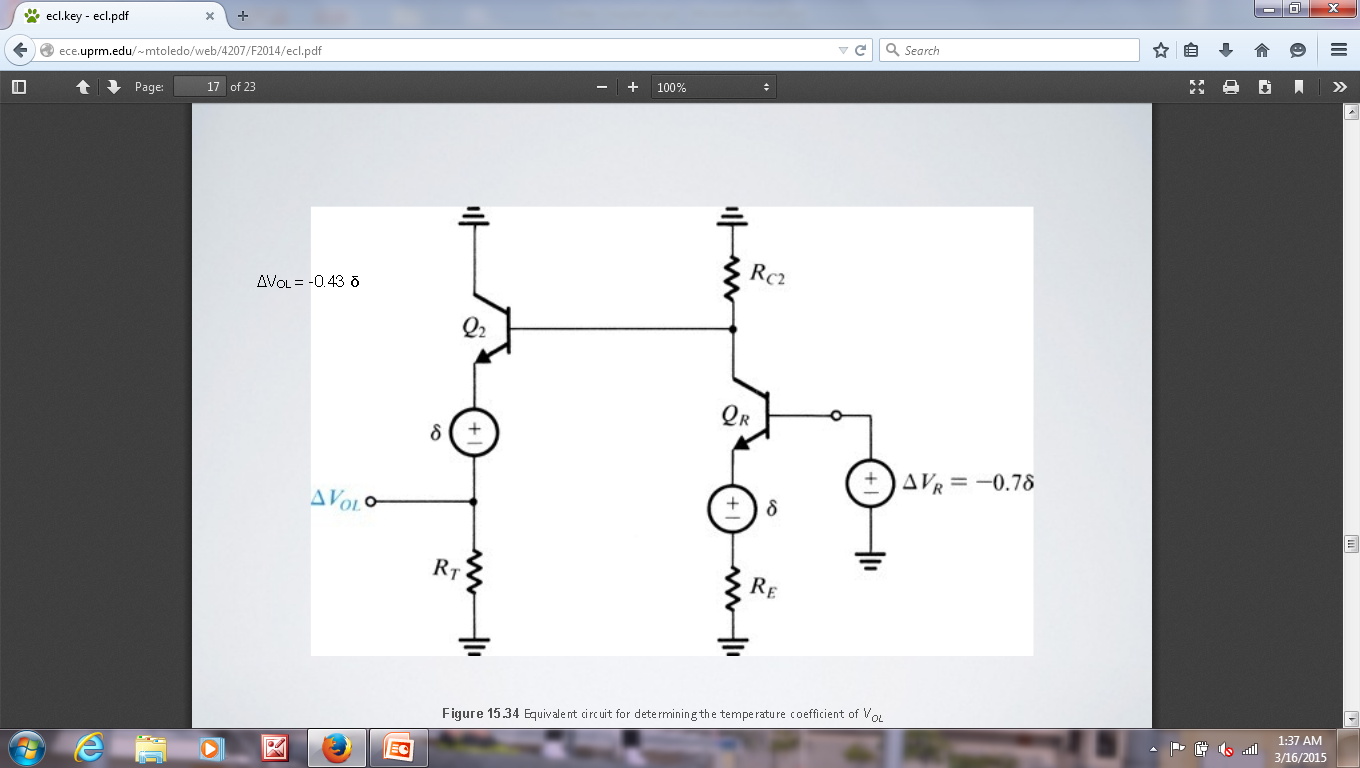 ecl.key - ecl.pdf
ece.uprm.edu/~mtoledo/web/4207/F2014/ecl.pdf
Search
Page: 17 of 23
100%
ΔVOL = -0.43 δ
RC2
Q2
QR
δ
ΔVR = −0.7δ
ΔVOL
δ
RT
RE
Figure 15.34 Equivalent circuit for determining the temperature coefficient of VOL
1:37 AM
3/16/2015